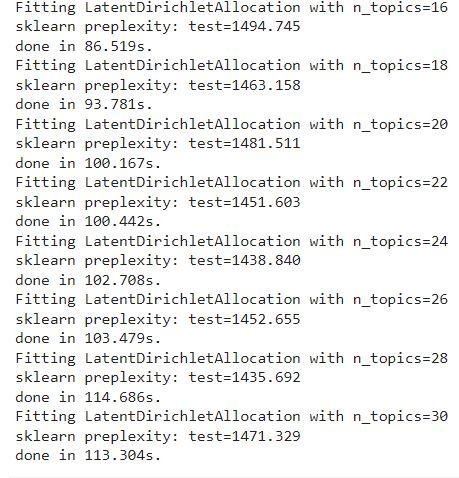 Fitting LatentDirichletAllocation with n_topics=16
sklearn preplexity: test=1494.745
done in 86.519s.
Fitting LatentDirichletAllocation with n_topics=18
sklearn preplexity: test=1463.158
done in 93.781s.
Fitting LatentDirichletAllocation with n_topics=20
sklearn preplexity: test=1481.511
done in 100.167s.
Fitting LatentDirichletAllocation with n_topics=22
sklearn preplexity: test=1451.603
done in 100.442s.
Fitting LatentDirichletAllocation with n_topics=24
sklearn preplexity: test=1438.840
done in 102.708s.
Fitting LatentDirichletAllocation with n_topics=26
sklearn preplexity: test=1452.655
done in 103.479s.
Fitting LatentDirichletAllocation with n_topics=28
sklearn preplexity: test=1435.692
done in 114.686s.
Fitting LatentDirichletAllocation with n_topics=30
sklearn preplexity: test=1471.329
done in 113.304s.